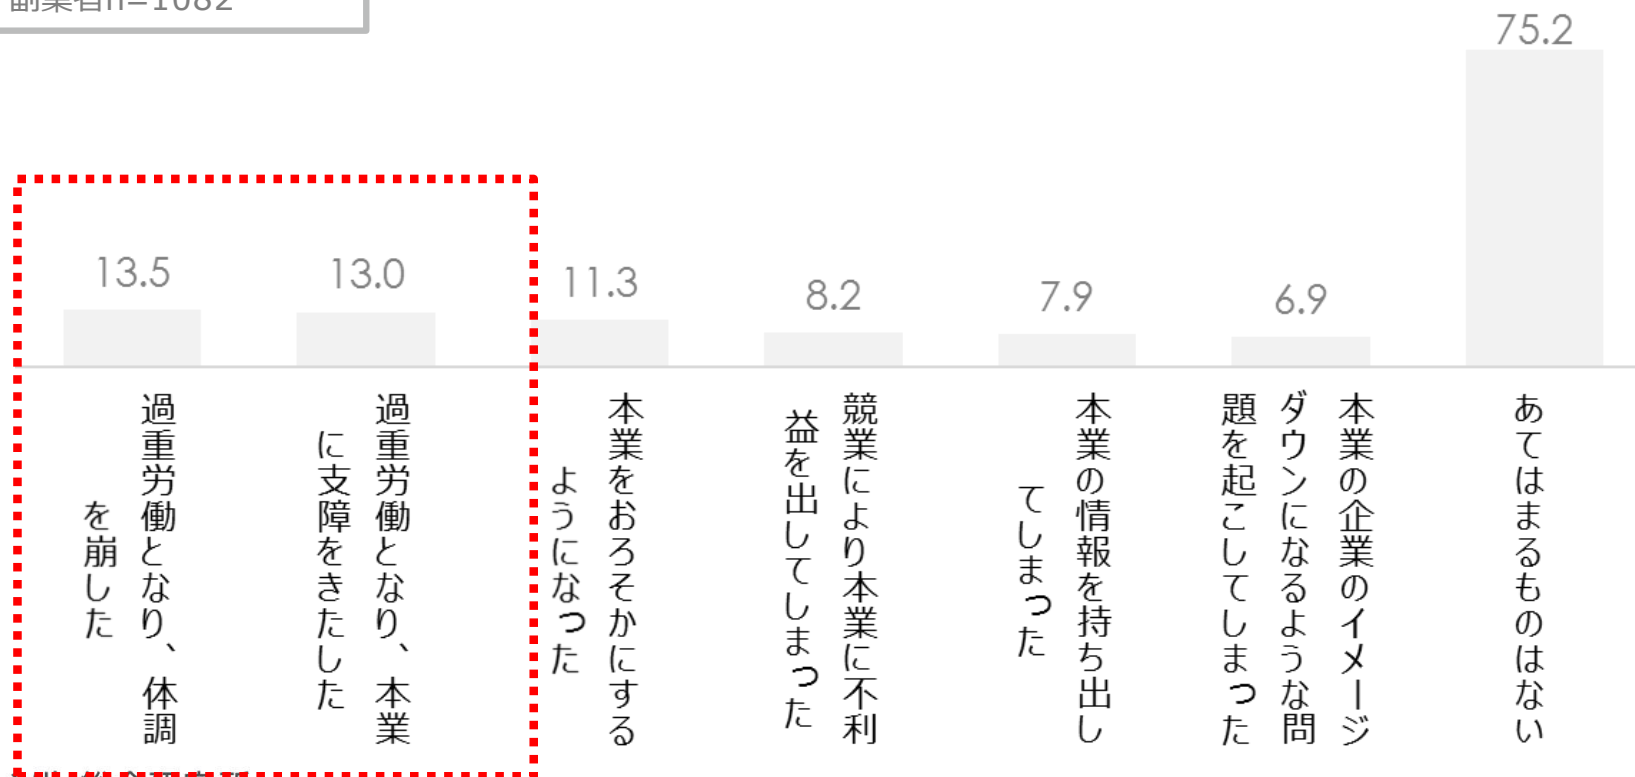 副業者n=1082
75.2
13.5
13.0
11.3
8.2
7.9
6.9
過重労働となり、体調
を崩した
過重労働となり、本業
に支障をきたした
本業をおろそかにする
ようになった
競業により本業に不利
益を出してしまった
本業の情報を持ち出し
てしまった
本業の企業のイメージ
ダウンになるような問
題を起こしてしまった
あてはまるものはない